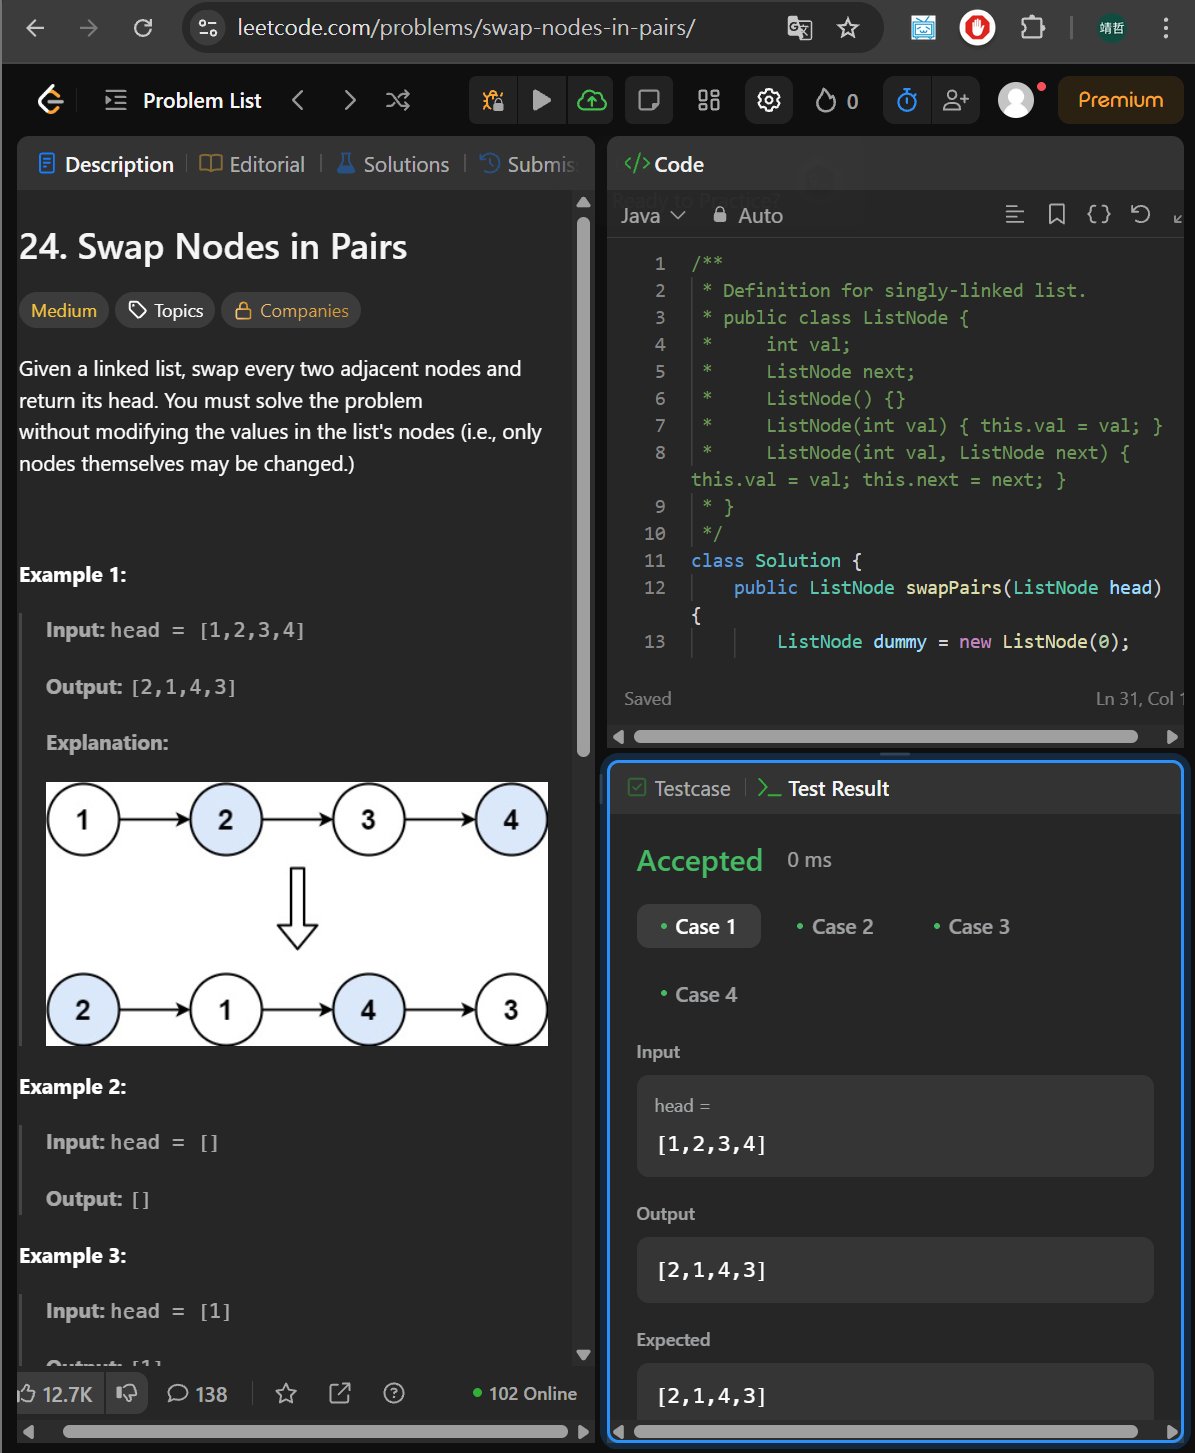 leetcode.com/problems/swap-nodes-in-pairs/
靖哲
Problem List
0
Premium
Description
Editorial
Solutions
Submis
24. Swap Nodes in Pairs
Medium
Topics
Companies
Given a linked list, swap every two adjacent nodes and
return its head. You must solve the problem
without modifying the values in the list's nodes (i.e., only
nodes themselves may be changed.)
Example 1:
Input: head = [1,2,3,4]
Output: [2,1,4,3]
Explanation:
1 2 3 4
2 1 4 3
Example 2:
Input: head = []
Output: []
Example 3:
Input: head = [1]
Output: [1]
12.7K
138
102 Online
</> Code
Ready to Practice?
Java
Auto
1 /**
2 * Definition for singly-linked list.
3 * public class ListNode {
4 *     int val;
5 *     ListNode next;
6 *     ListNode() {}
7 *     ListNode(int val) { this.val = val; }
8 *     ListNode(int val, ListNode next) {
this.val = val; this.next = next; }
9 * }
10 */
11 class Solution {
12     public ListNode swapPairs(ListNode head)
{
13         ListNode dummy = new ListNode(0);
Saved
Ln 31, Col 1
Testcase
Test Result
Accepted
0 ms
Case 1
Case 2
Case 3
Case 4
Input
head =
[1,2,3,4]
Output
[2,1,4,3]
Expected
[2,1,4,3]